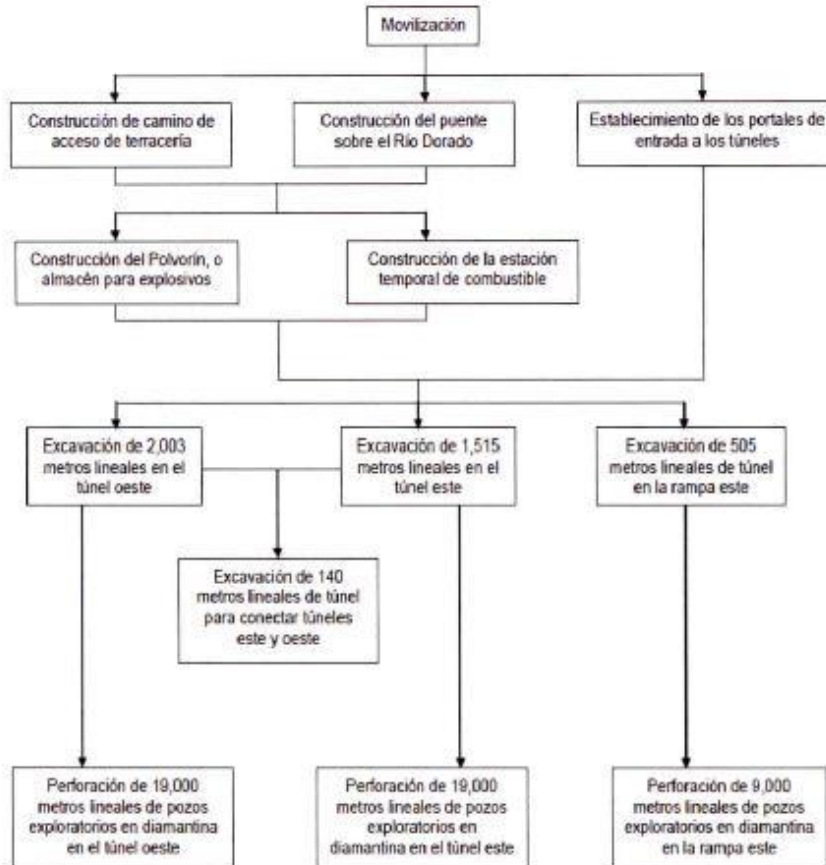 Movilización
Construcción de camino de
acceso de terracería
Construcción del puente
sobre el Río Dorado
Establecimiento de los portales de
entrada a los túneles
Construcción del Polvorín, o
almacén para explosivos
Construcción de la estación
temporal de combustible
Excavación de 2,003
metros lineales en el
túnel oeste
Excavación de 1,515
metros lineales en el
túnel este
Excavación de 505
metros lineales de túnel
en la rampa este
Excavación de 140
metros lineales de túnel
para conectar túneles
este y oeste
Perforación de 19,000
metros lineales de pozos
exploratorios en diamantina
en el túnel oeste
Perforación de 19,000
metros lineales de pozos
exploratorios en
diamantina en el túnel este
Perforación de 9,000
metros lineales de pozos
exploratorios en diamantina
en la rampa este